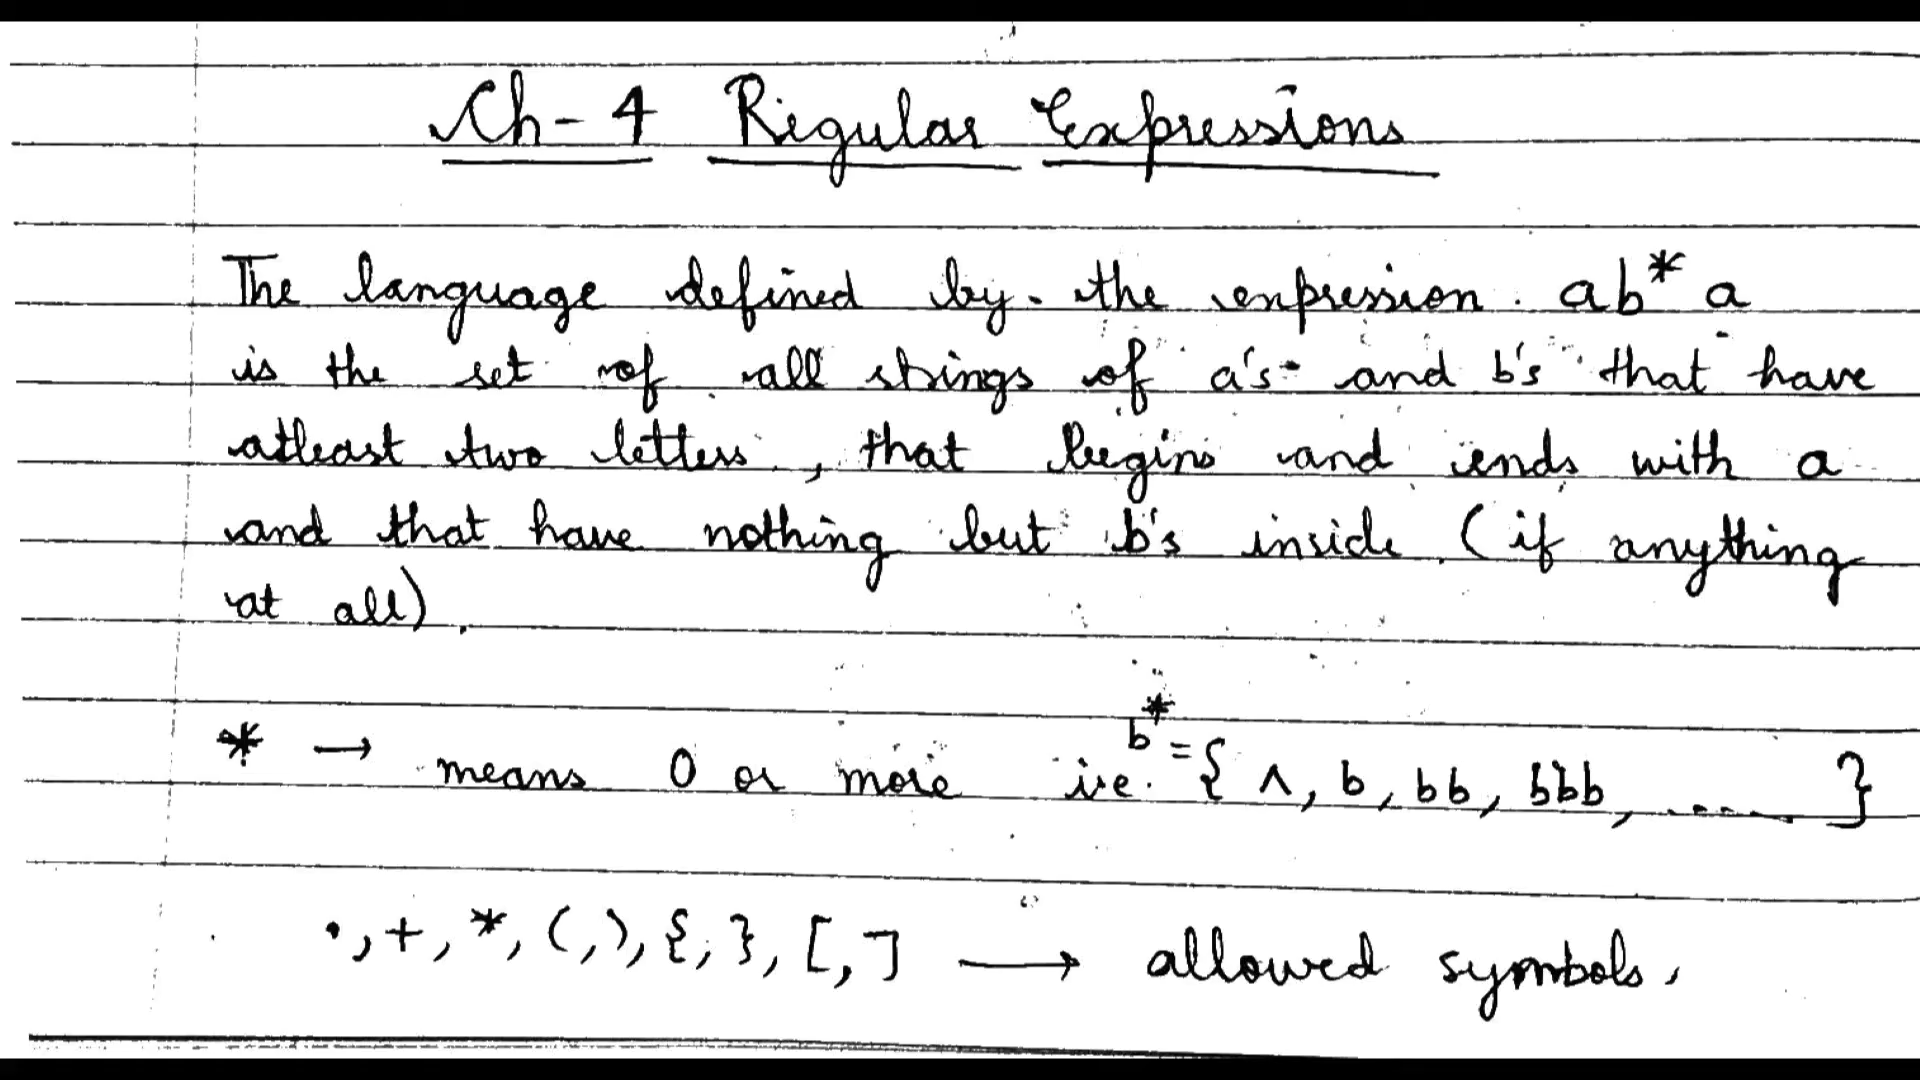 Ch-4 Regular Expressions
The language defined by the expression ab* a
is the set of all strings of a's and b's that have
atleast two letters, that begins and ends with a
and that have nothing but b's inside (if anything
at all).
* → means 0 or more i.e. b* = { ∧, b, bb, bbb, ..... }
•, +, *, (, ), {, }, [, ] → allowed symbols.